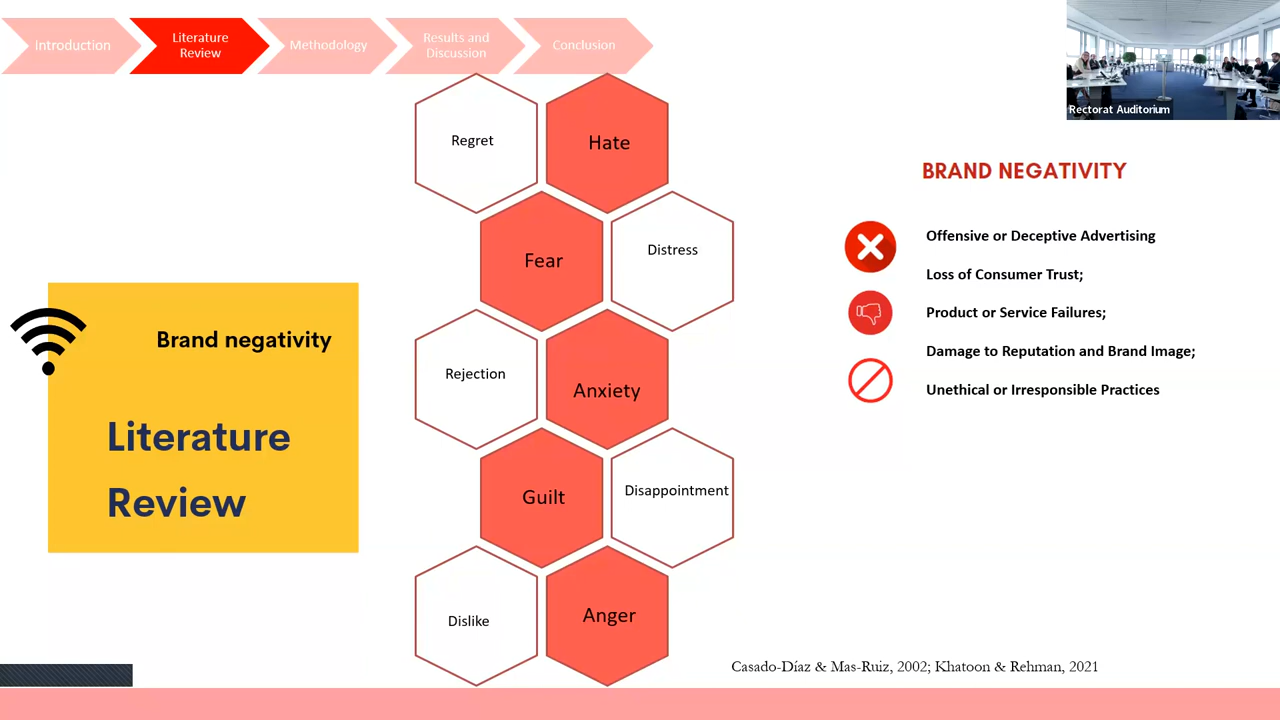 Introduction
Literature
Review
Methodology
Results and
Discussion
Conclusion
Rectorat Auditorium
Brand negativity
Literature
Review
Regret
Hate
Fear
Distress
Rejection
Anxiety
Guilt
Disappointment
Dislike
Anger
BRAND NEGATIVITY
Offensive or Deceptive Advertising
Loss of Consumer Trust;
Product or Service Failures;
Damage to Reputation and Brand Image;
Unethical or Irresponsible Practices
Casado-Díaz & Mas-Ruiz, 2002; Khatoon & Rehman, 2021